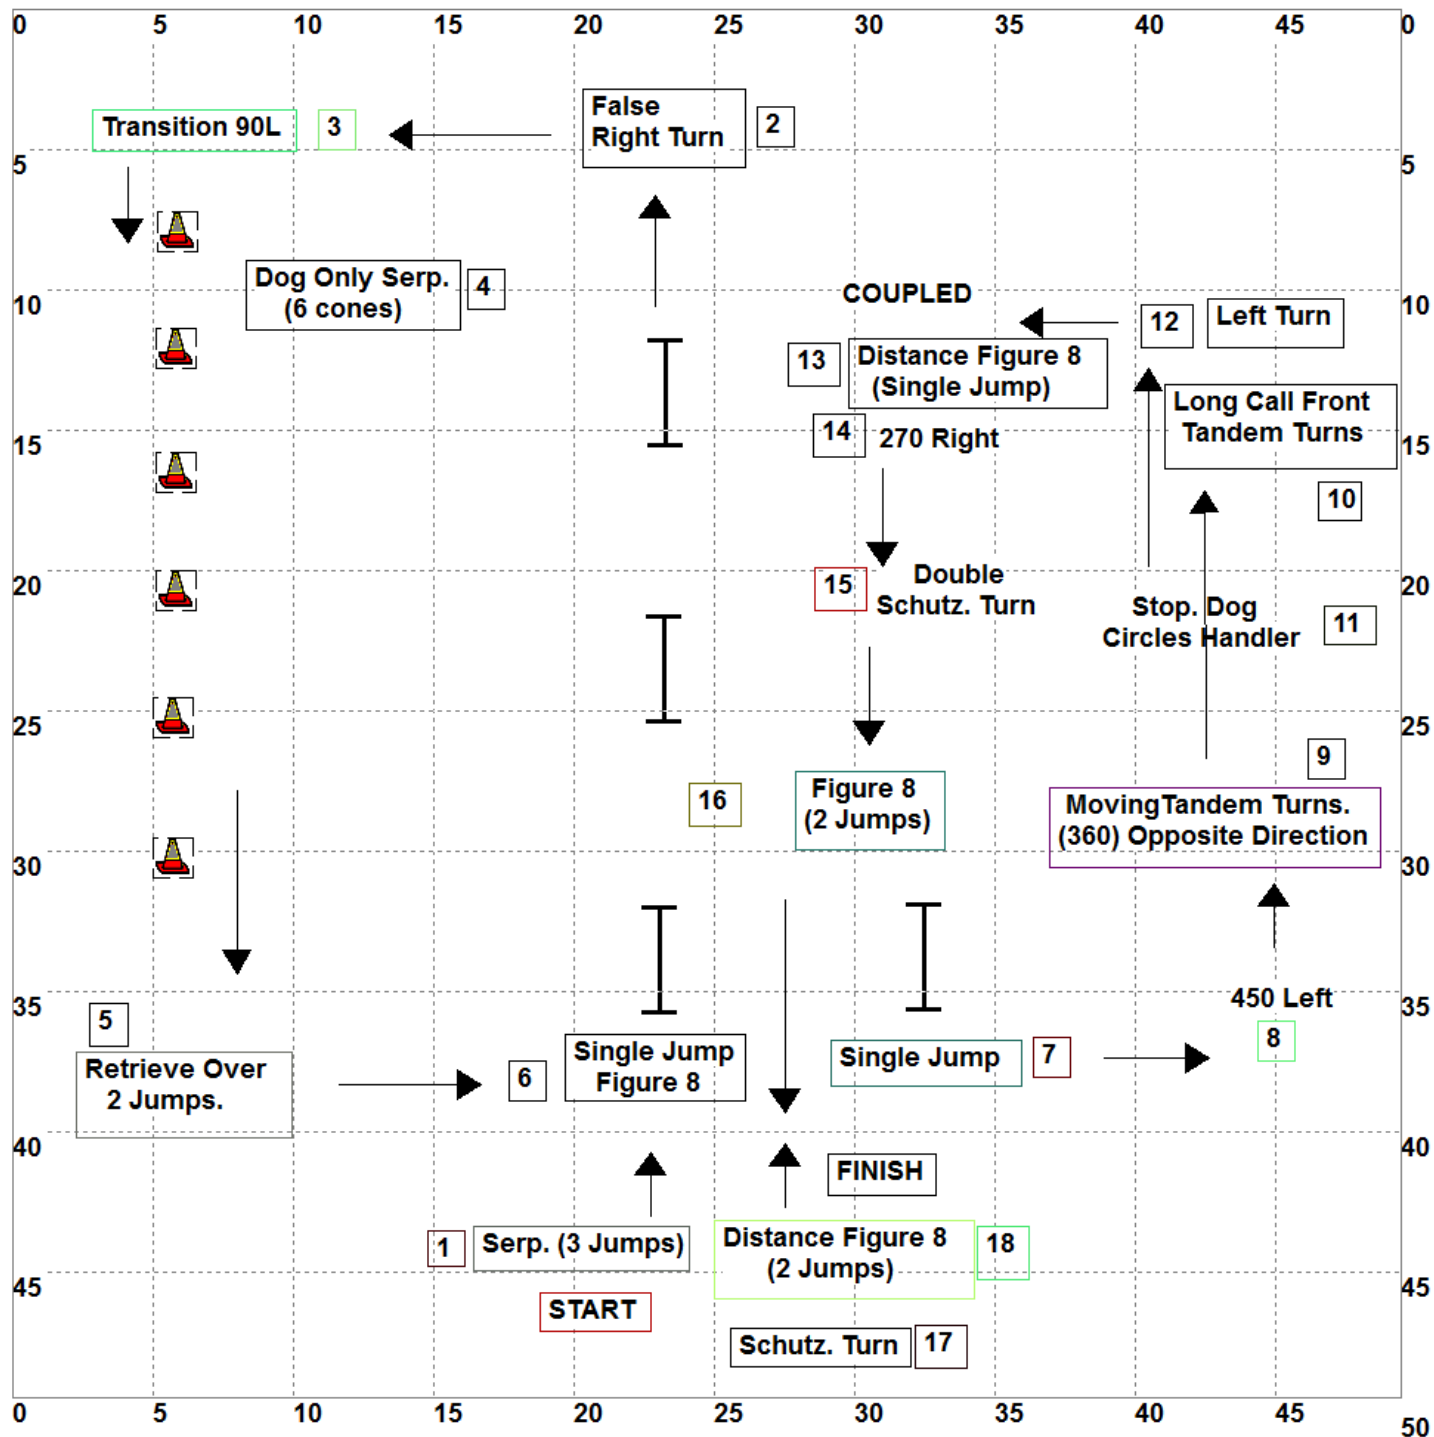 0 5 10 15 20 25 30 35 40 45 0
False
Right Turn
2
Transition 90L
3
5
5
Dog Only Serp.
(6 cones)
4
10
10
COUPLED
12
Left Turn
13
Distance Figure 8
(Single Jump)
Long Call Front
Tandem Turns
14
270 Right
15
15
10
Double
Schutz. Turn
15
20
20
Stop. Dog
Circles Handler
11
25
25
9
16
Figure 8
(2 Jumps)
MovingTandem Turns.
(360) Opposite Direction
30
30
35
35
450 Left
5
Retrieve Over
2 Jumps.
6
Single Jump
Figure 8
Single Jump
7
8
40
40
FINISH
1
Serp. (3 Jumps)
Distance Figure 8
(2 Jumps)
18
45
45
START
Schutz. Turn
17
0 5 10 15 20 25 30 35 40 45 50